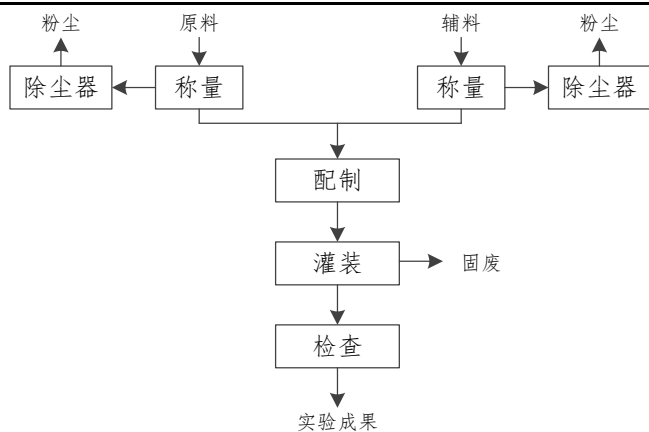 粉尘 原料 辅料 粉尘
除尘器 称量 称量 除尘器
配制
灌装 固废
检查
实验成果